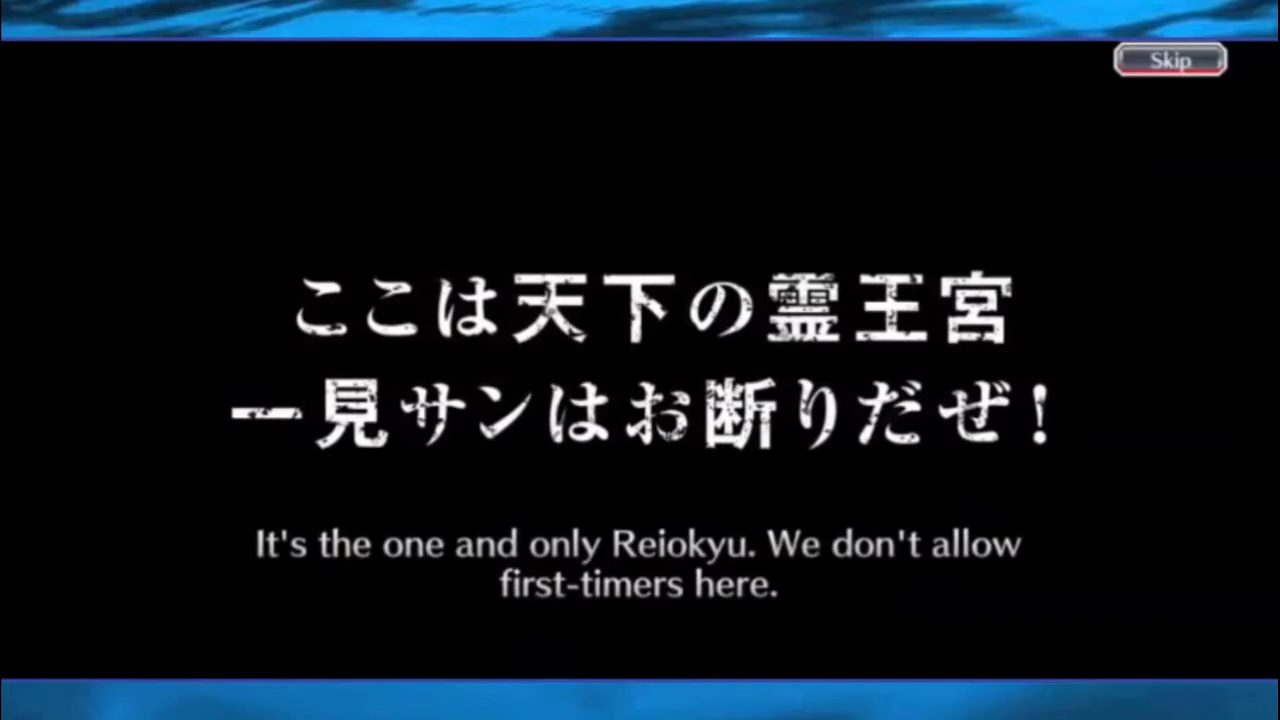 Skip
ここは天下の霊王宮
一見サンはお断りだぜ！
It's the one and only Reiokyu. We don't allow
first-timers here.